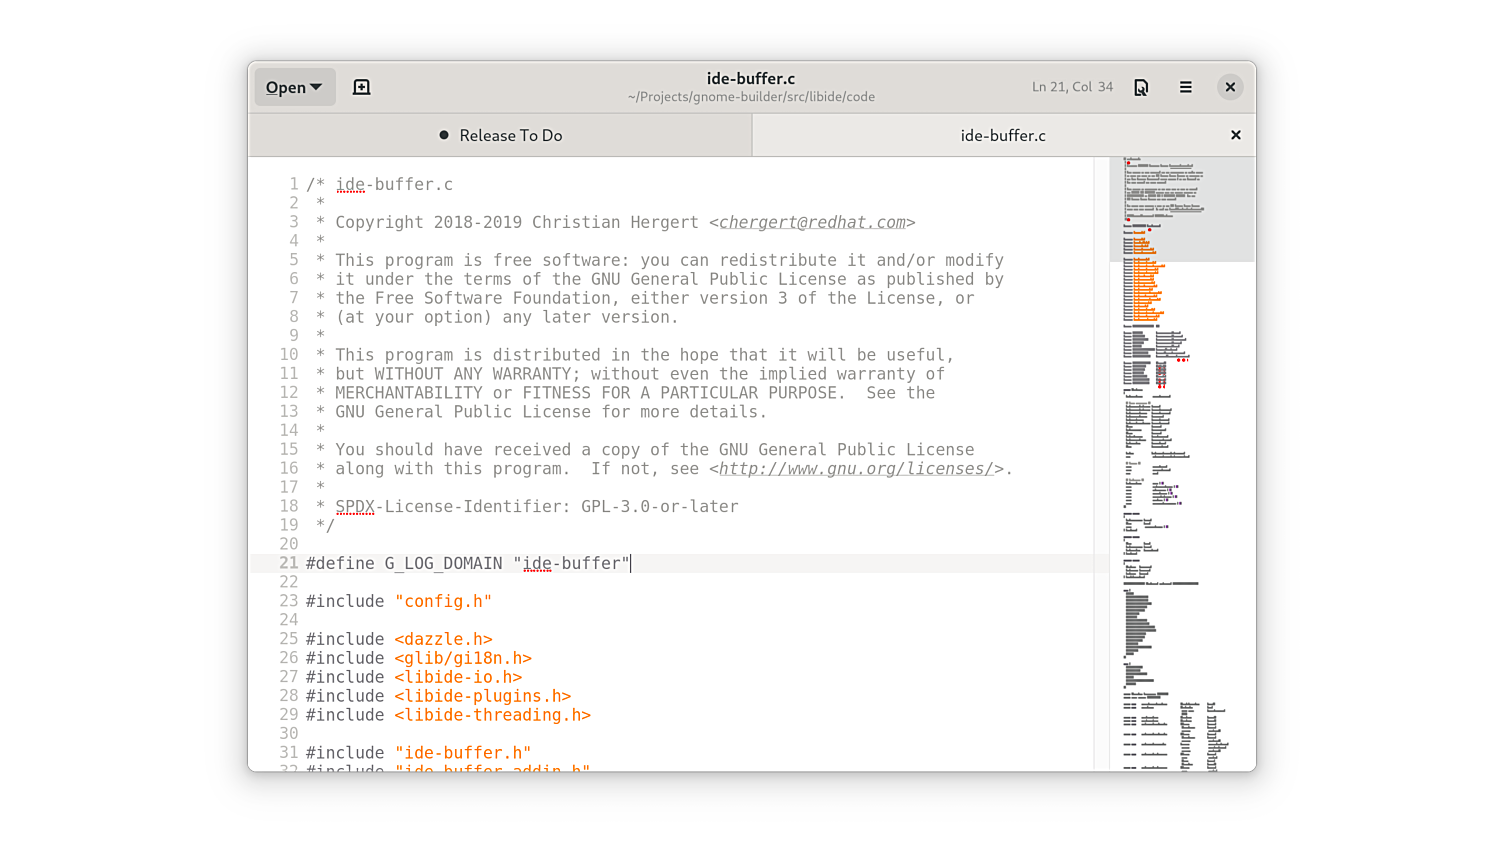 Open
ide-buffer.c
~/Projects/gnome-builder/src/libide/code
Ln 21, Col 34
Release To Do
ide-buffer.c
1 /* ide-buffer.c
2  *
3  * Copyright 2018-2019 Christian Hergert <chergert@redhat.com>
4  *
5  * This program is free software: you can redistribute it and/or modify
6  * it under the terms of the GNU General Public License as published by
7  * the Free Software Foundation, either version 3 of the License, or
8  * (at your option) any later version.
9  *
10  * This program is distributed in the hope that it will be useful,
11  * but WITHOUT ANY WARRANTY; without even the implied warranty of
12  * MERCHANTABILITY or FITNESS FOR A PARTICULAR PURPOSE.  See the
13  * GNU General Public License for more details.
14  *
15  * You should have received a copy of the GNU General Public License
16  * along with this program.  If not, see <http://www.gnu.org/licenses/>.
17  *
18  * SPDX-License-Identifier: GPL-3.0-or-later
19  */
20
21 #define G_LOG_DOMAIN "ide-buffer"
22
23 #include "config.h"
24
25 #include <dazzle.h>
26 #include <glib/gi18n.h>
27 #include <libide-io.h>
28 #include <libide-plugins.h>
29 #include <libide-threading.h>
30
31 #include "ide-buffer.h"
32 #include "ide-buffer-addin.h"